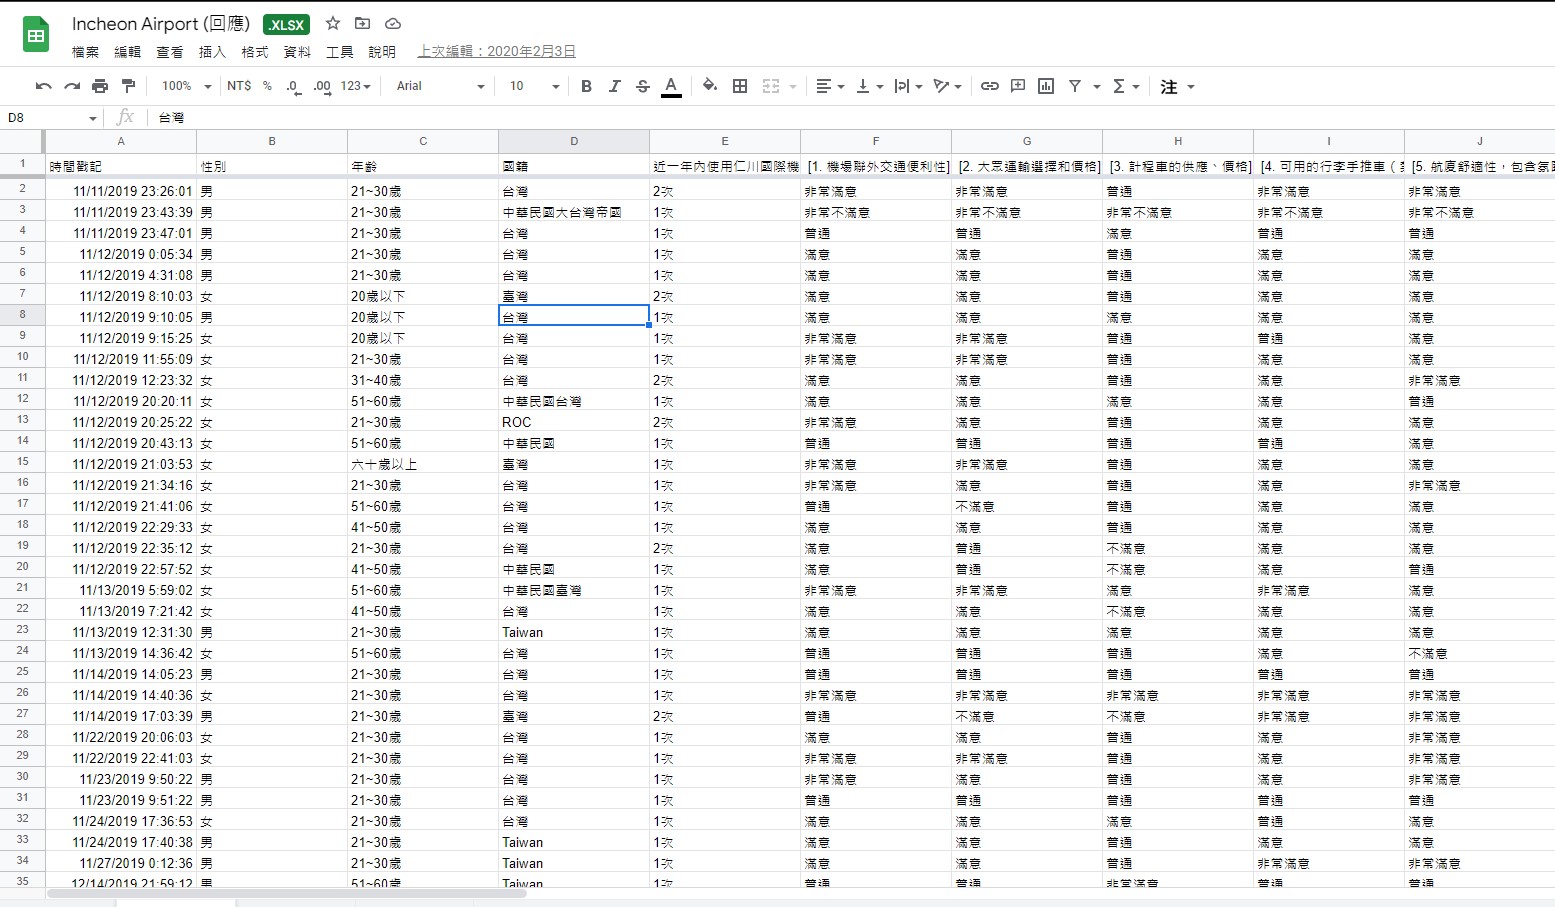 Incheon Airport (回應) .XLSX
檔案 編輯 查看 插入 格式 資料 工具 說明 上次編輯：2020年2月3日
100% NT$ % .0 .00 123 Arial 10 B I S A Σ 注
D8 fx 台灣
A B C D E F G H I J
1 時間戳記 性別 年齡 國籍 近一年內使用仁川國際機 [1. 機場聯外交通便利性] [2. 大眾運輸選擇和價格] [3. 計程車的供應、價格] [4. 可用的行李手推車（ [5. 航廈舒適性，包含氛
2 11/11/2019 23:26:01 男 21~30歲 台灣 2次 非常滿意 非常滿意 普通 非常滿意 非常滿意
3 11/11/2019 23:43:39 男 21~30歲 中華民國大台灣帝國 1次 非常不滿意 非常不滿意 非常不滿意 非常不滿意 非常不滿意
4 11/11/2019 23:47:01 男 21~30歲 台灣 1次 普通 普通 滿意 普通 普通
5 11/12/2019 0:05:34 男 21~30歲 台灣 1次 滿意 滿意 普通 滿意 滿意
6 11/12/2019 4:31:08 男 21~30歲 台灣 1次 滿意 滿意 普通 滿意 滿意
7 11/12/2019 8:10:03 女 20歲以下 臺灣 2次 滿意 滿意 普通 滿意 滿意
8 11/12/2019 9:10:05 男 20歲以下 台灣 1次 滿意 滿意 滿意 滿意 滿意
9 11/12/2019 9:15:25 女 20歲以下 台灣 1次 非常滿意 非常滿意 普通 普通 滿意
10 11/12/2019 11:55:09 女 21~30歲 台灣 1次 非常滿意 非常滿意 普通 滿意 滿意
11 11/12/2019 12:23:32 女 31~40歲 台灣 2次 滿意 滿意 普通 滿意 非常滿意
12 11/12/2019 20:20:11 女 51~60歲 中華民國台灣 1次 滿意 滿意 滿意 滿意 普通
13 11/12/2019 20:25:22 女 21~30歲 ROC 2次 非常滿意 滿意 普通 滿意 滿意
14 11/12/2019 20:43:13 女 51~60歲 中華民國 1次 普通 普通 普通 普通 滿意
15 11/12/2019 21:03:53 女 六十歲以上 臺灣 1次 非常滿意 非常滿意 普通 滿意 滿意
16 11/12/2019 21:34:16 女 21~30歲 台灣 1次 非常滿意 滿意 普通 滿意 非常滿意
17 11/12/2019 21:41:06 女 51~60歲 台灣 1次 普通 不滿意 普通 滿意 滿意
18 11/12/2019 22:29:33 女 41~50歲 台灣 1次 滿意 滿意 普通 滿意 滿意
19 11/12/2019 22:35:12 女 21~30歲 台灣 2次 滿意 普通 不滿意 滿意 滿意
20 11/12/2019 22:57:52 女 41~50歲 中華民國 1次 滿意 普通 不滿意 滿意 普通
21 11/13/2019 5:59:02 女 51~60歲 中華民國臺灣 1次 非常滿意 非常滿意 滿意 非常滿意 滿意
22 11/13/2019 7:21:42 女 41~50歲 台灣 1次 滿意 滿意 不滿意 滿意 滿意
23 11/13/2019 12:31:30 男 21~30歲 Taiwan 1次 滿意 滿意 滿意 滿意 滿意
24 11/13/2019 14:36:42 女 51~60歲 台灣 1次 普通 普通 普通 滿意 不滿意
25 11/14/2019 14:05:23 男 21~30歲 台灣 1次 普通 普通 普通 普通 普通
26 11/14/2019 14:40:36 女 21~30歲 台灣 1次 非常滿意 非常滿意 非常滿意 非常滿意 非常滿意
27 11/14/2019 17:03:39 男 21~30歲 臺灣 2次 普通 不滿意 不滿意 非常滿意 非常滿意
28 11/22/2019 20:06:03 女 21~30歲 台灣 1次 滿意 滿意 普通 滿意 非常滿意
29 11/22/2019 22:41:03 女 21~30歲 台灣 1次 非常滿意 非常滿意 普通 滿意 非常滿意
30 11/23/2019 9:50:22 男 21~30歲 台灣 1次 非常滿意 滿意 普通 滿意 非常滿意
31 11/23/2019 9:51:22 男 21~30歲 台灣 1次 普通 普通 普通 普通 普通
32 11/24/2019 17:36:53 女 21~30歲 台灣 1次 滿意 滿意 滿意 普通 滿意
33 11/24/2019 17:40:38 男 21~30歲 Taiwan 1次 滿意 滿意 普通 滿意 滿意
34 11/27/2019 0:12:36 男 21~30歲 Taiwan 1次 滿意 滿意 普通 非常滿意 非常滿意
35 12/14/2019 21:59:12 男 51~60歲 Taiwan 1次 普通 普通 非常滿意 普通 普通